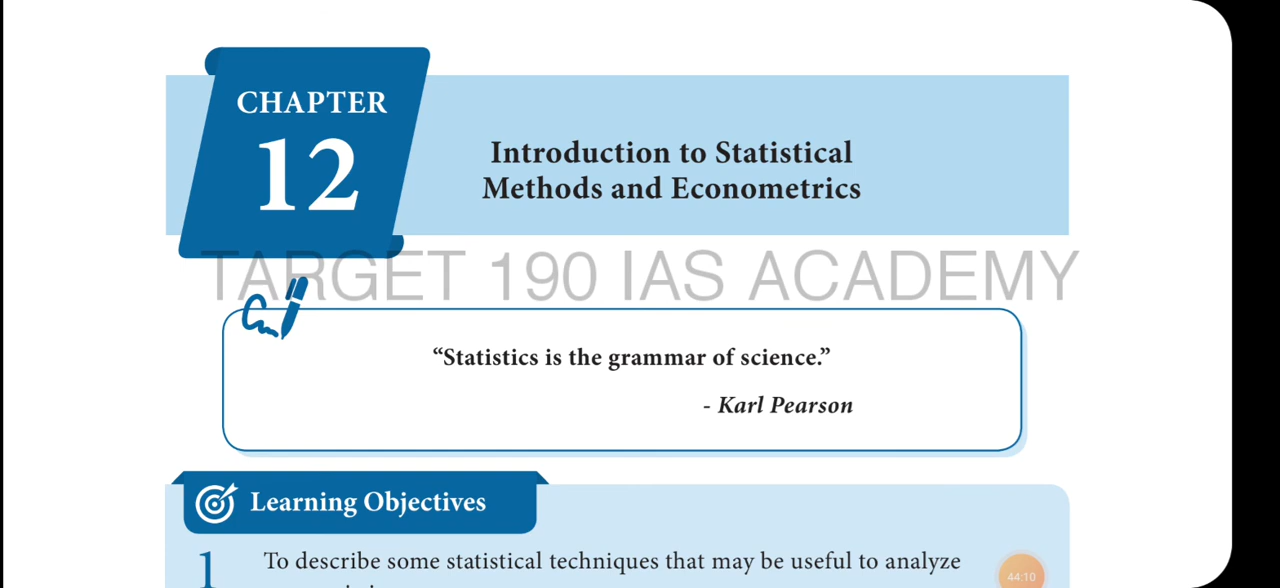 CHAPTER
12
Introduction to Statistical
Methods and Econometrics
TARGET 190 IAS ACADEMY
“Statistics is the grammar of science.”
- Karl Pearson
Learning Objectives
1 To describe some statistical techniques that may be useful to analyze
44:10